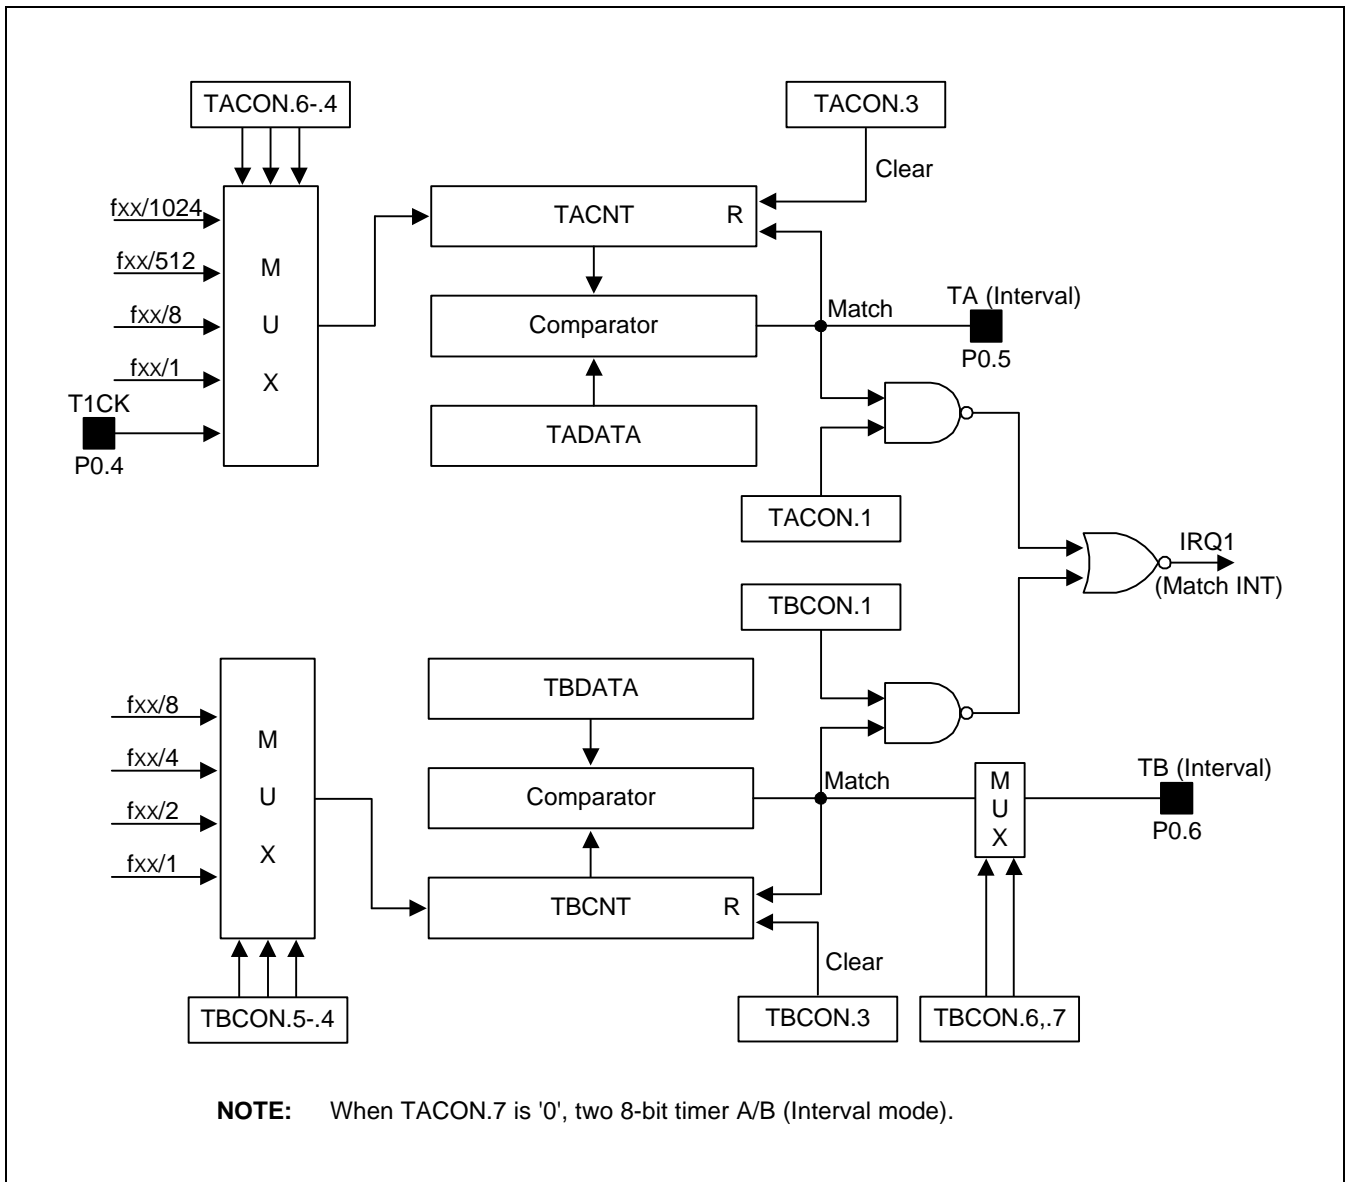 TACON.6-.4
TACON.3
Clear
fxx/1024
fxx/512
fxx/8
fxx/1
T1CK
P0.4
M
U
X
TACNT R
Comparator
TADATA
Match
TA (Interval)
P0.5
TACON.1
IRQ1
(Match INT)
TBCON.1
fxx/8
fxx/4
fxx/2
fxx/1
M
U
X
TBDATA
Comparator
TBCNT R
Match
M
U
X
TB (Interval)
P0.6
Clear
TBCON.5-.4
TBCON.3
TBCON.6,.7
NOTE: When TACON.7 is '0', two 8-bit timer A/B (Interval mode).